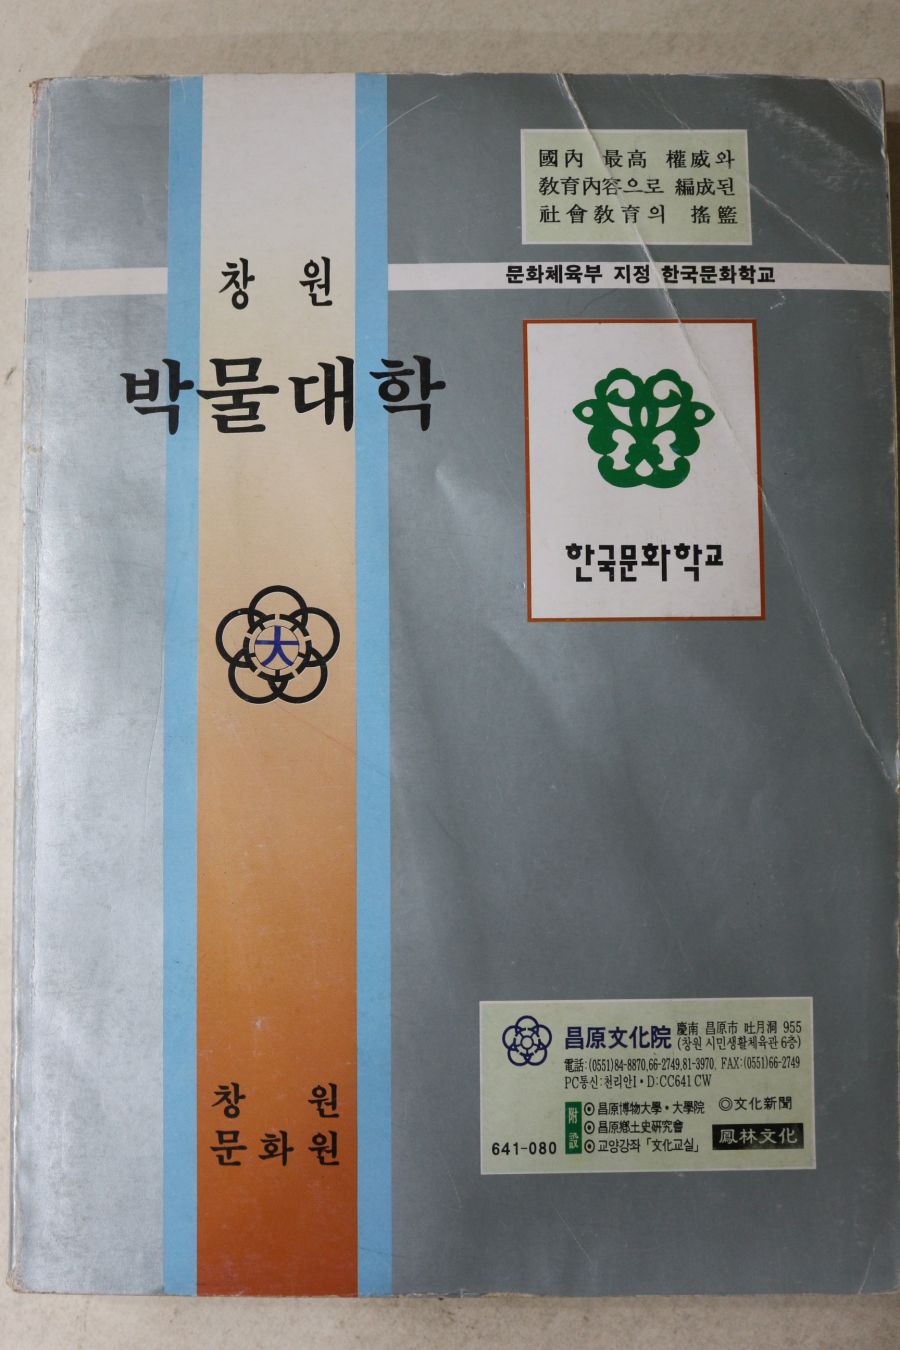 國內 最高 權威와
敎育內容으로 編成된
社會敎育의 搖籃
문화체육부 지정 한국문화학교
창 원
박물대학
한국문화학교
大
창 원
문화원
昌原文化院 慶南 昌原市 吐月洞 955
(창원 시민생활체육관 6층)
電話:(0551)84-8870,66-2749,81-3970, FAX:(0551)66-2749
PC통신:천리안I·D:CC641 CW
附設
◎昌原博物大學·大學院 ◎文化新聞
◎昌原鄕土史硏究會
◎교양강좌「文化교실」
鳳林文化
641-080